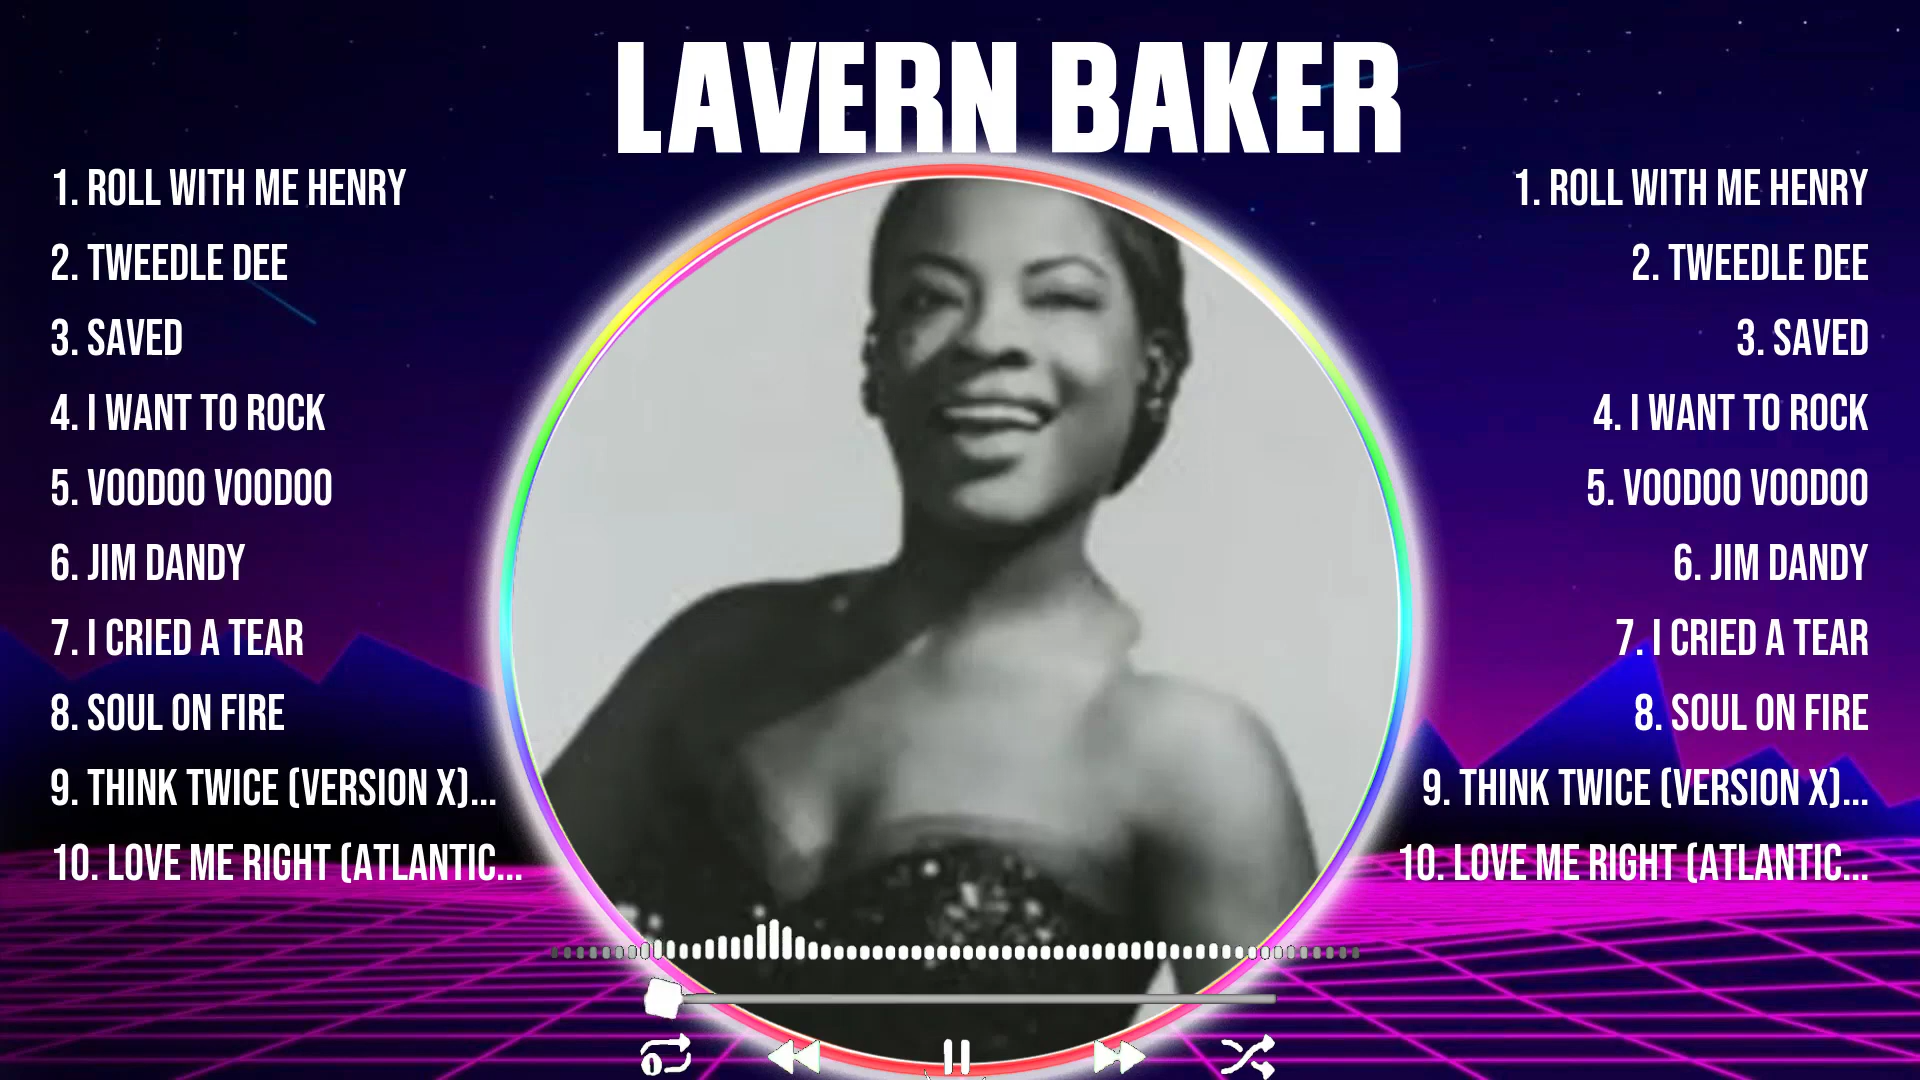 LAVERN BAKER
1. ROLL WITH ME HENRY
2. TWEEDLE DEE
3. SAVED
4. I WANT TO ROCK
5. VOODOO VOODOO
6. JIM DANDY
7. I CRIED A TEAR
8. SOUL ON FIRE
9. THINK TWICE (VERSION X)...
10. LOVE ME RIGHT (ATLANTIC...
1. ROLL WITH ME HENRY
2. TWEEDLE DEE
3. SAVED
4. I WANT TO ROCK
5. VOODOO VOODOO
6. JIM DANDY
7. I CRIED A TEAR
8. SOUL ON FIRE
9. THINK TWICE (VERSION X)...
10. LOVE ME RIGHT (ATLANTIC...
0